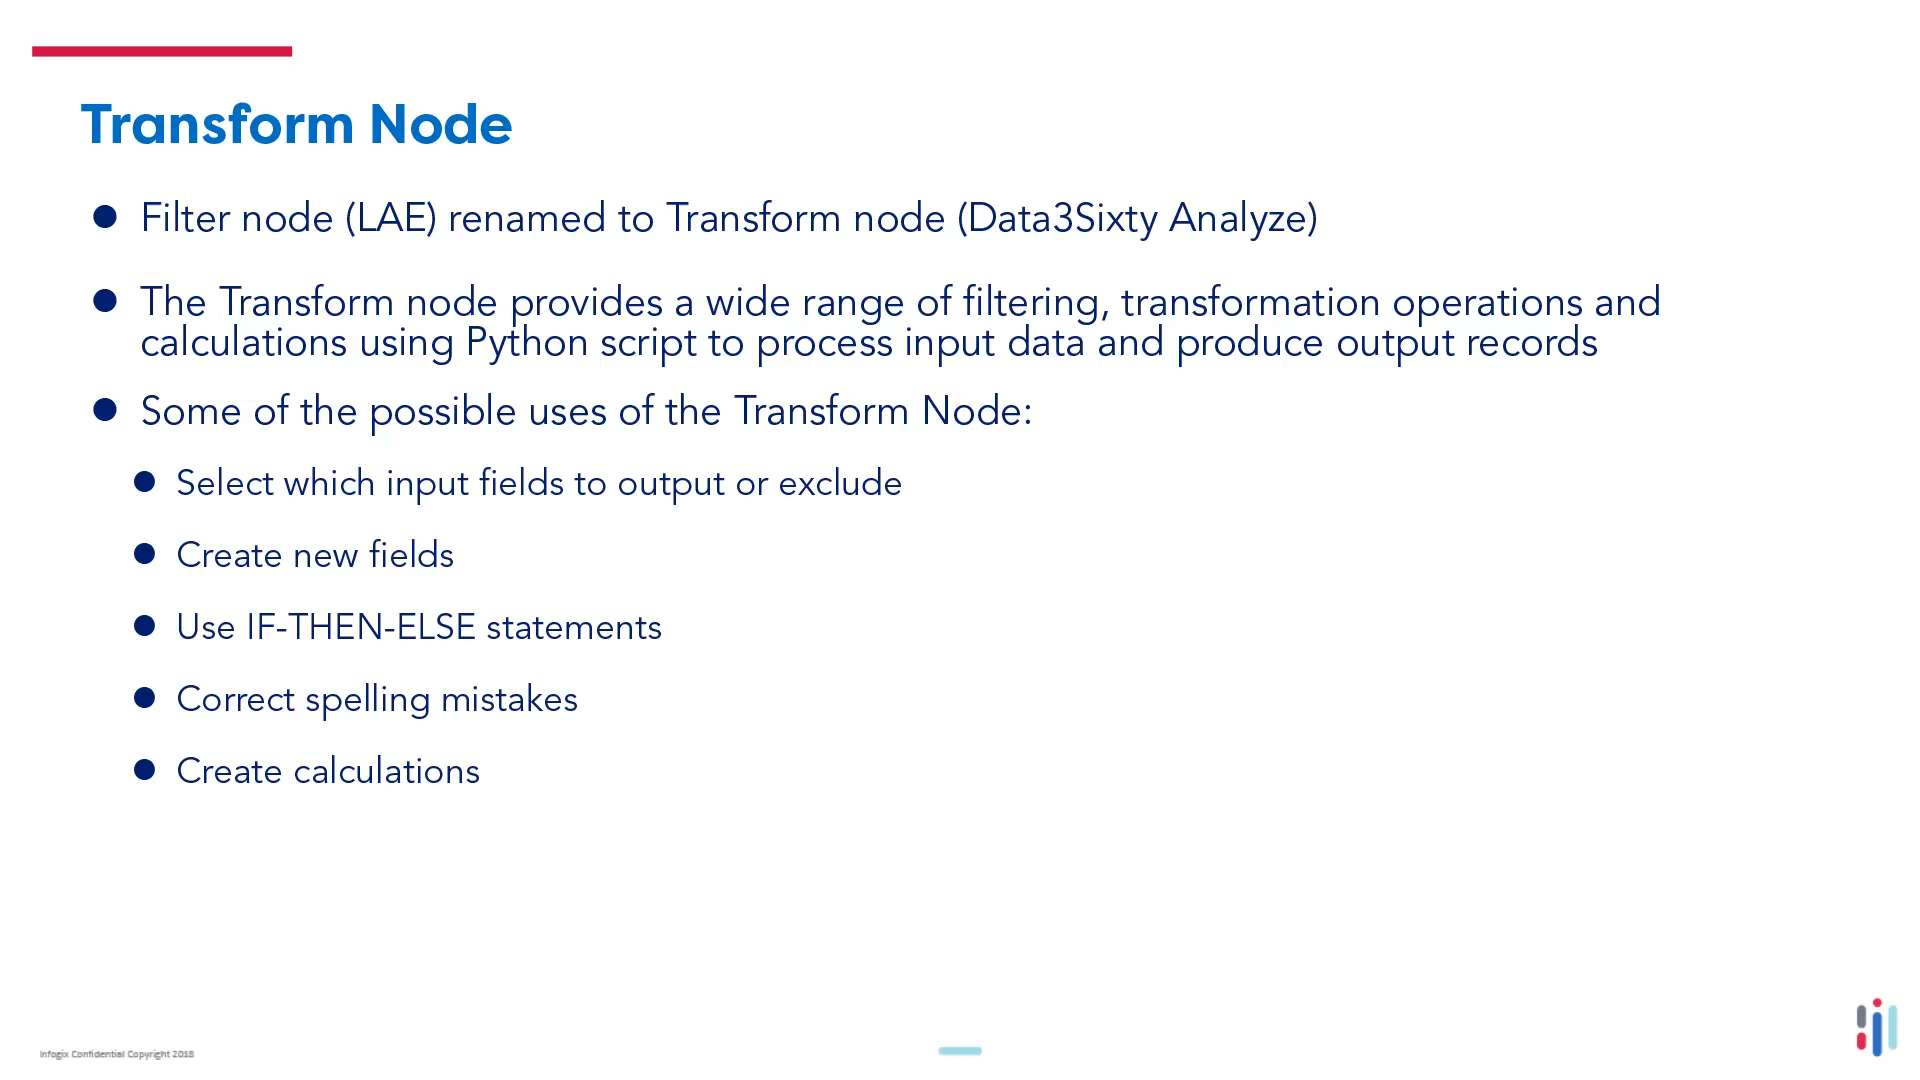 Transform Node
Filter node (LAE) renamed to Transform node (Data3Sixty Analyze)
The Transform node provides a wide range of filtering, transformation operations and
calculations using Python script to process input data and produce output records
Some of the possible uses of the Transform Node:
Select which input fields to output or exclude
Create new fields
Use IF-THEN-ELSE statements
Correct spelling mistakes
Create calculations
Infogix Confidential Copyright 2018